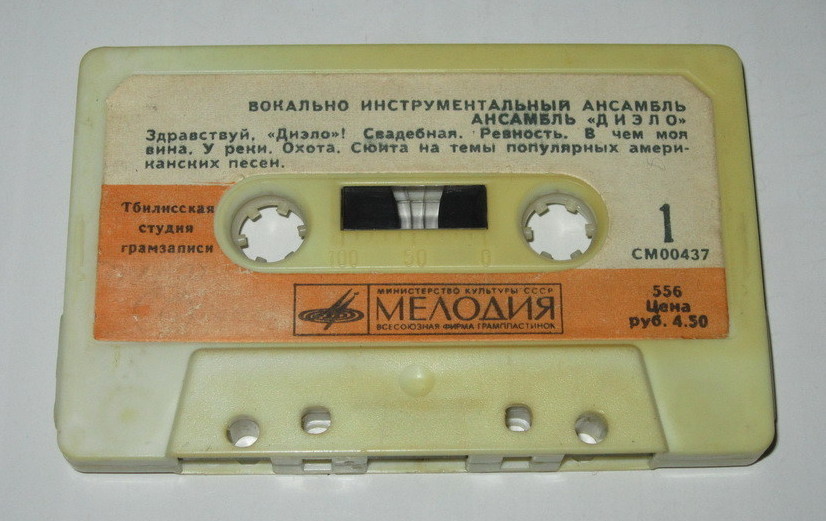 ВОКАЛЬНО ИНСТРУМЕНТАЛЬНЫЙ АНСАМБЛЬ
АНСАМБЛЬ «ДИЭЛО»
Здравствуй, «Диэло»! Свадебная. Ревность. В чем моя
вина. У реки. Охота. Сюита на темы популярных амери-
канских песен.
Тбилисская
студия
грамзаписи
100 50 0
1
СМ00437
МИНИСТЕРСТВО КУЛЬТУРЫ СССР
МЕЛОДИЯ
ВСЕСОЮЗНАЯ ФИРМА ГРАМПЛАСТИНОК
556
Цена
руб. 4.50